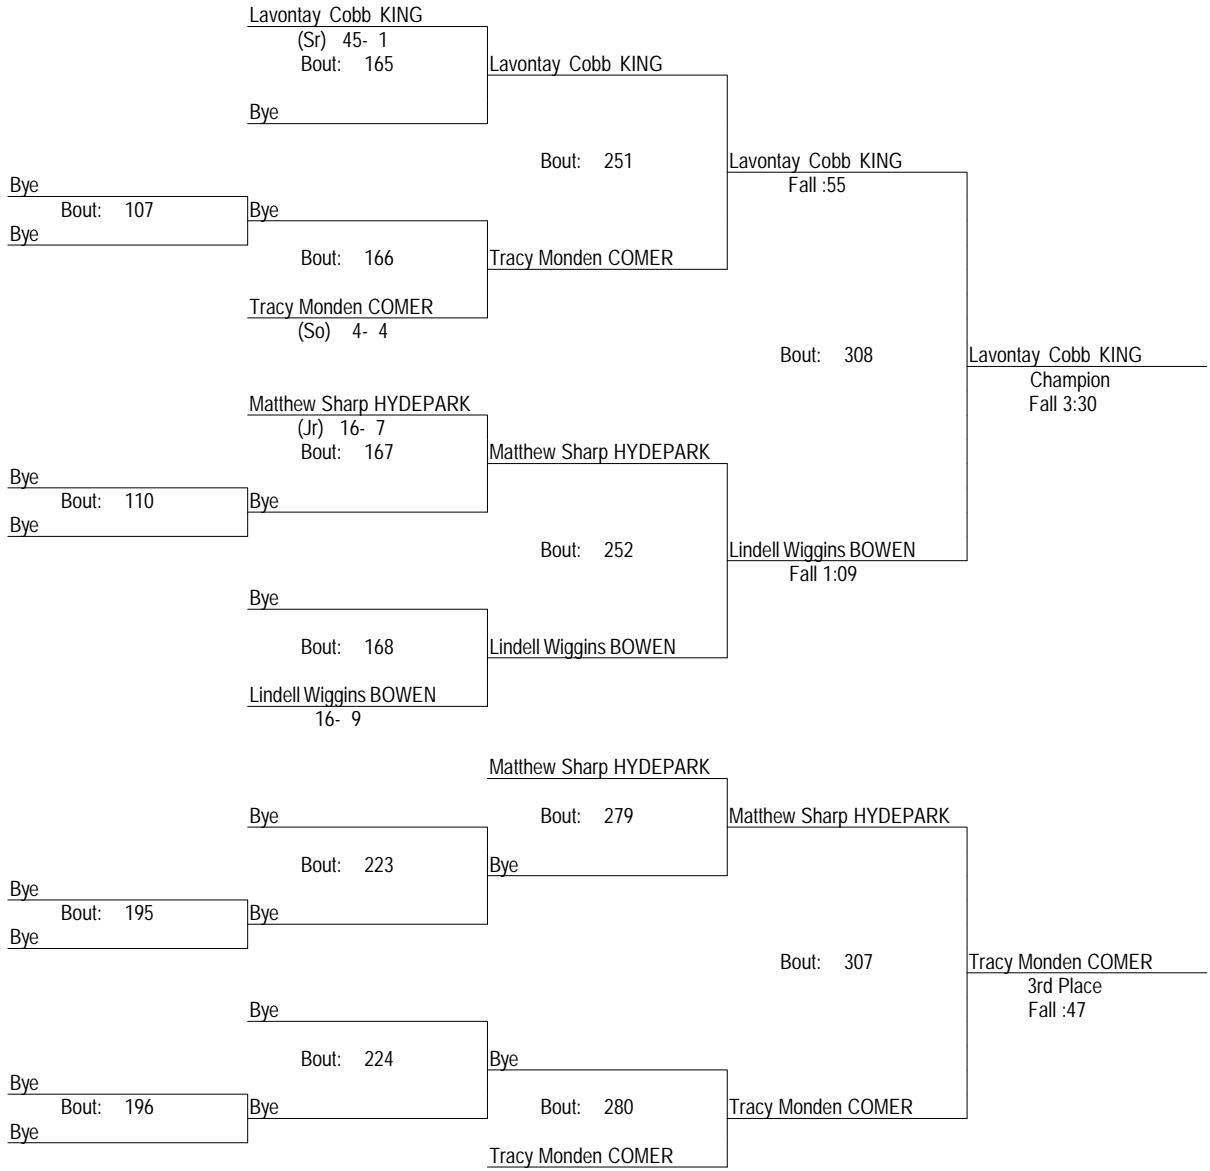 Lavontay Cobb KING
(Sr) 45- 1
Bout: 165
Lavontay Cobb KING
Bye
Bout: 251
Lavontay Cobb KING
Fall :55
Bye
Bout: 107
Bye
Bye
Bout: 166
Tracy Monden COMER
Tracy Monden COMER
(So) 4- 4
Bout: 308
Lavontay Cobb KING
Champion
Fall 3:30
Matthew Sharp HYDEPARK
(Jr) 16- 7
Bout: 167
Matthew Sharp HYDEPARK
Bye
Bout: 110
Bye
Bye
Bout: 252
Lindell Wiggins BOWEN
Fall 1:09
Bye
Bout: 168
Lindell Wiggins BOWEN
Lindell Wiggins BOWEN
16- 9
Matthew Sharp HYDEPARK
Bye
Bout: 279
Matthew Sharp HYDEPARK
Bout: 223
Bye
Bye
Bout: 195
Bye
Bye
Bout: 307
Tracy Monden COMER
3rd Place
Fall :47
Bye
Bout: 224
Bye
Bye
Bout: 196
Bye
Bye
Bout: 280
Tracy Monden COMER
Tracy Monden COMER